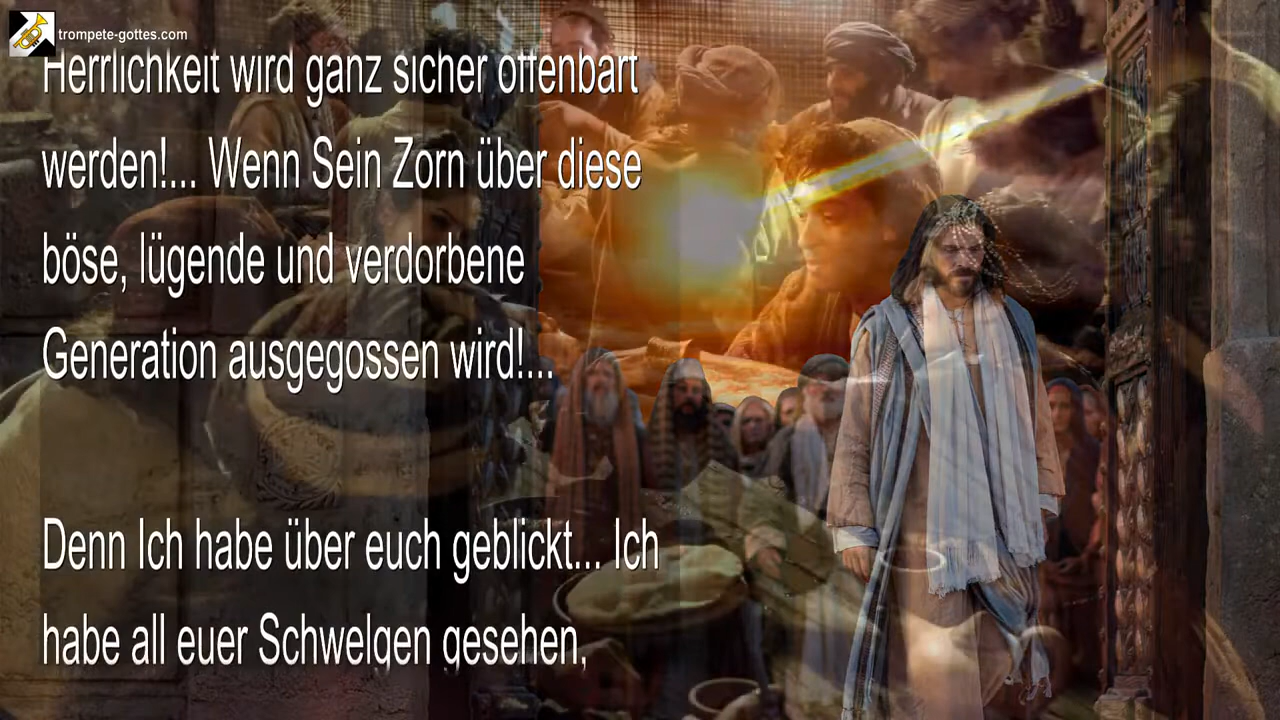 trompete-gottes.com
Herrlichkeit wird ganz sicher offenbart
werden!... Wenn Sein Zorn über diese
böse, lügende und verdorbene
Generation ausgegossen wird!...
Denn Ich habe über euch geblickt... Ich
habe all euer Schwelgen gesehen,